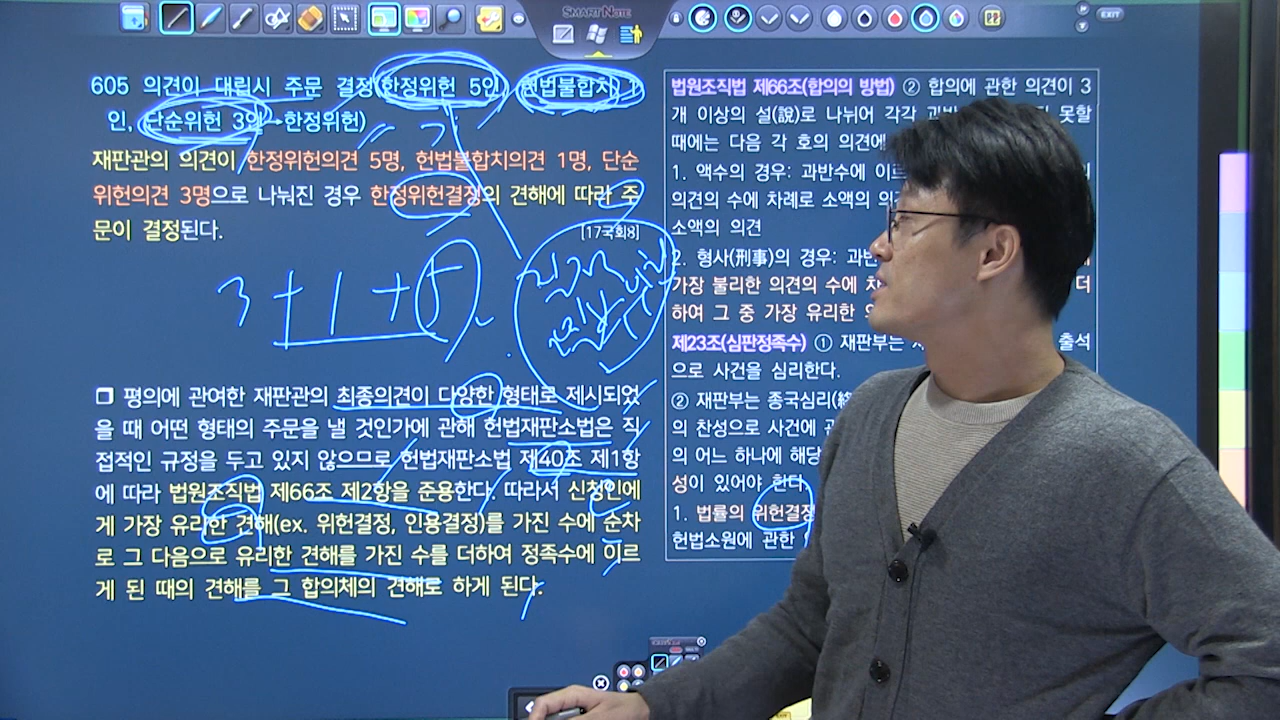 SMARTNOTE
EXIT
605 의견이 대립시 주문 결정(한정위헌 5인, 헌법불합치 1
인, 단순위헌 3인→한정위헌)
재판관의 의견이 한정위헌의견 5명, 헌법불합치의견 1명, 단순
위헌의견 3명으로 나눠진 경우 한정위헌결정의 견해에 따라 주
문이 결정된다.
[17국회8]
3+1+5
❐ 평의에 관여한 재판관의 최종의견이 다양한 형태로 제시되었
을 때 어떤 형태의 주문을 낼 것인가에 관해 헌법재판소법은 직
접적인 규정을 두고 있지 않으므로 헌법재판소법 제40조 제1항
에 따라 법원조직법 제66조 제2항을 준용한다. 따라서 신청인에
게 가장 유리한 견해(ex. 위헌결정, 인용결정)를 가진 수에 순차
로 그 다음으로 유리한 견해를 가진 수를 더하여 정족수에 이르
게 된 때의 견해를 그 합의체의 견해로 하게 된다.
법원조직법 제66조(합의의 방법) ② 합의에 관한 의견이 3
개 이상의 설(說)로 나뉘어 각각 못할
때에는 다음 각 호의 의견에
1. 액수의 경우: 과반수에
의견의 수에 차례로 소액의
소액의 의견
2. 형사(刑事)의 경우:
가장 불리한 의견의 수에 더
하여 그 중 가장 유리한
제23조(심판정족수) ① 재판부는 출석
으로 사건을 심리한다.
② 재판부는 종국심리
의 찬성으로 사건에
의 어느 하나에 해당
성이 있어야 한다.
1. 법률의 위헌결정
헌법소원에 관한